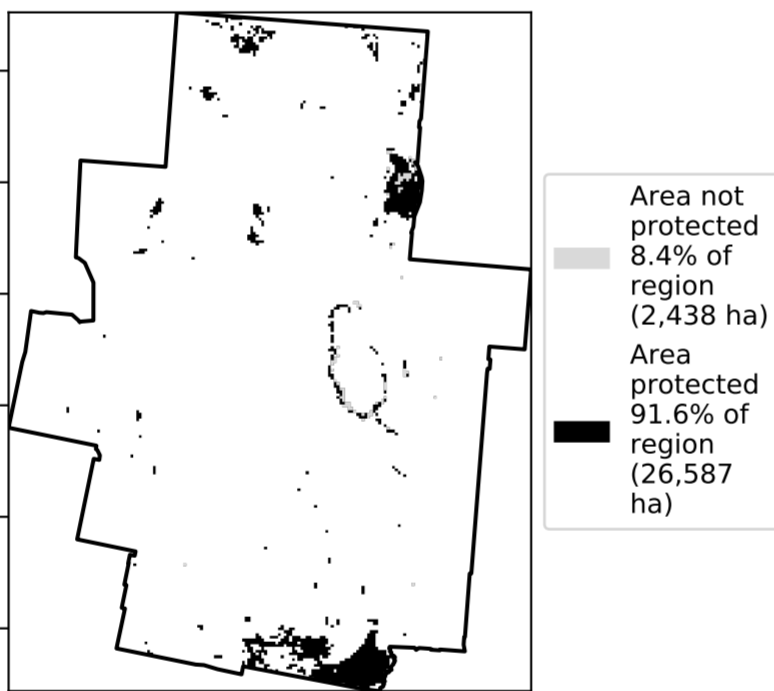 Area not
protected
8.4% of
region
(2,438 ha)
Area
protected
91.6% of
region
(26,587
ha)